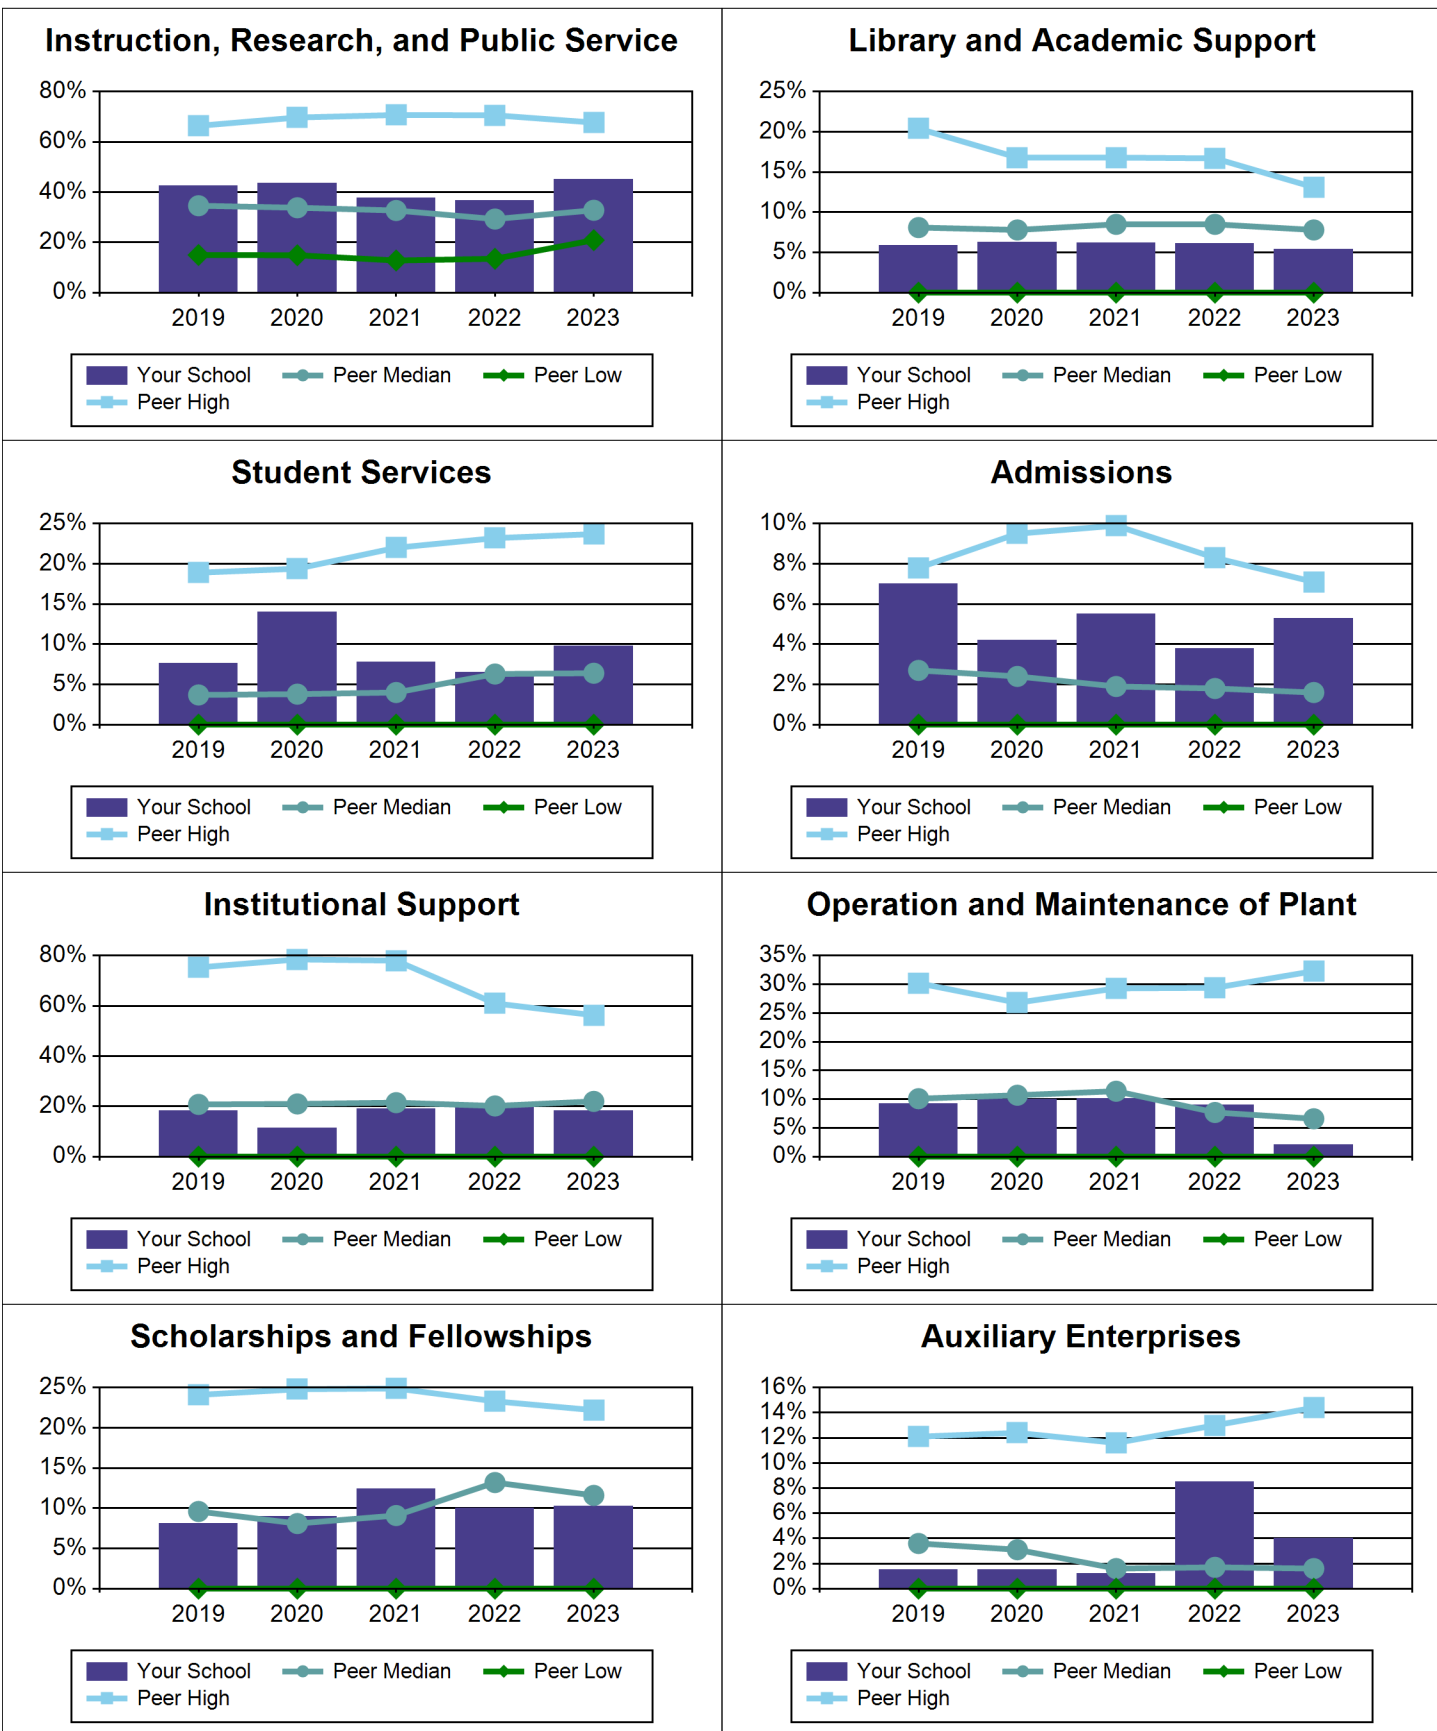 Instruction, Research, and Public Service
80%
60%
40%
20%
0%
2019 2020 2021 2022 2023
Your School Peer Median Peer Low
Peer High
Library and Academic Support
25%
20%
15%
10%
5%
0%
2019 2020 2021 2022 2023
Your School Peer Median Peer Low
Peer High
Student Services
25%
20%
15%
10%
5%
0%
2019 2020 2021 2022 2023
Your School Peer Median Peer Low
Peer High
Admissions
10%
8%
6%
4%
2%
0%
2019 2020 2021 2022 2023
Your School Peer Median Peer Low
Peer High
Institutional Support
80%
60%
40%
20%
0%
2019 2020 2021 2022 2023
Your School Peer Median Peer Low
Peer High
Operation and Maintenance of Plant
35%
30%
25%
20%
15%
10%
5%
0%
2019 2020 2021 2022 2023
Your School Peer Median Peer Low
Peer High
Scholarships and Fellowships
25%
20%
15%
10%
5%
0%
2019 2020 2021 2022 2023
Your School Peer Median Peer Low
Peer High
Auxiliary Enterprises
16%
14%
12%
10%
8%
6%
4%
2%
0%
2019 2020 2021 2022 2023
Your School Peer Median Peer Low
Peer High